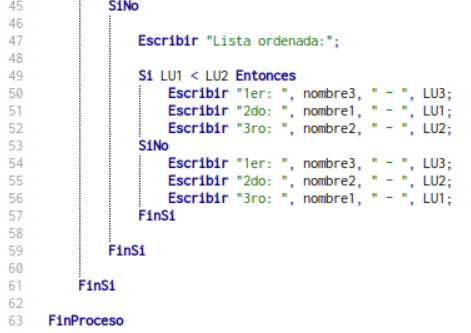 45 SiNo
46
47 Escribir "Lista ordenada:";
48
49 Si LU1 < LU2 Entonces
50 Escribir "1er: ", nombre3, " - ", LU3;
51 Escribir "2do: ", nombre1, " - ", LU1;
52 Escribir "3ro: ", nombre2, " - ", LU2;
53 SiNo
54 Escribir "1er: ", nombre3, " - ", LU3;
55 Escribir "2do: ", nombre2, " - ", LU2;
56 Escribir "3ro: ", nombre1, " - ", LU1;
57 FinSi
58
59 FinSi
60
61 FinSi
62
63 FinProceso